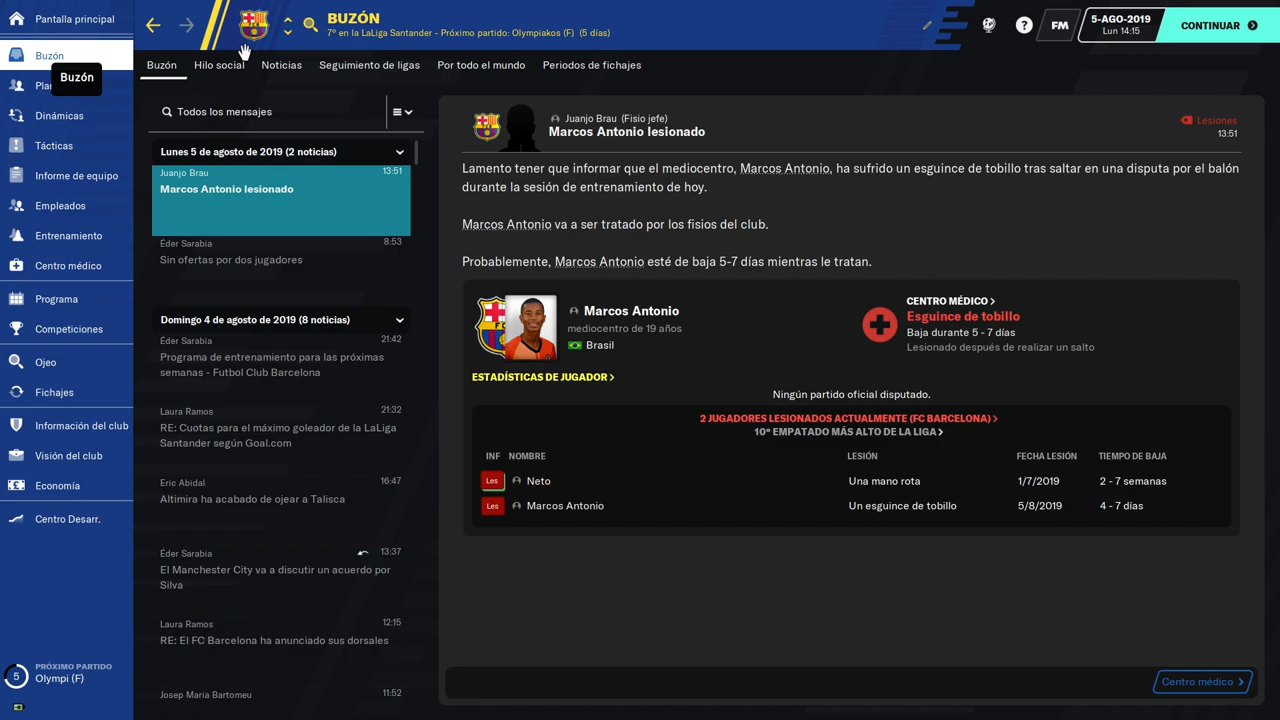 Pantalla principal
BUZÓN
7º en la LaLiga Santander - Próximo partido: Olympiakos (F) (5 días)
FM
5-AGO-2019
Lun 14:15
CONTINUAR
Buzón
Buzón
Plan
Dinámicas
Tácticas
Informe de equipo
Empleados
Entrenamiento
Centro médico
Programa
Competiciones
Ojeo
Fichajes
Información del club
Visión del club
Economía
Centro Desarr.
PRÓXIMO PARTIDO
5
Olympi (F)
Buzón Hilo social Noticias Seguimiento de ligas Por todo el mundo Periodos de fichajes
Todos los mensajes
Lunes 5 de agosto de 2019 (2 noticias)
Juanjo Brau 13:51
Marcos Antonio lesionado
Éder Sarabia 8:53
Sin ofertas por dos jugadores
Domingo 4 de agosto de 2019 (8 noticias)
Éder Sarabia 21:42
Programa de entrenamiento para las próximas
semanas - Futbol Club Barcelona
Laura Ramos 21:32
RE: Cuotas para el máximo goleador de la LaLiga
Santander según Goal.com
Eric Abidal 16:47
Altimira ha acabado de ojear a Talisca
Éder Sarabia 13:37
El Manchester City va a discutir un acuerdo por
Silva
Laura Ramos 12:15
RE: El FC Barcelona ha anunciado sus dorsales
Josep Maria Bartomeu 11:52
Juanjo Brau (Fisio jefe)
Marcos Antonio lesionado
Lesiones
13:51
Lamento tener que informar que el mediocentro, Marcos Antonio, ha sufrido un esguince de tobillo tras saltar en una disputa por el balón
durante la sesión de entrenamiento de hoy.
Marcos Antonio va a ser tratado por los fisios del club.
Probablemente, Marcos Antonio esté de baja 5-7 días mientras le tratan.
Marcos Antonio
mediocentro de 19 años
Brasil
CENTRO MÉDICO
Esguince de tobillo
Baja durante 5 - 7 días
Lesionado después de realizar un salto
ESTADÍSTICAS DE JUGADOR
Ningún partido oficial disputado.
2 JUGADORES LESIONADOS ACTUALMENTE (FC BARCELONA)
10º EMPATADO MÁS ALTO DE LA LIGA
INF NOMBRE LESIÓN FECHA LESIÓN TIEMPO DE BAJA
Les Neto Una mano rota 1/7/2019 2 - 7 semanas
Les Marcos Antonio Un esguince de tobillo 5/8/2019 4 - 7 días
Centro médico